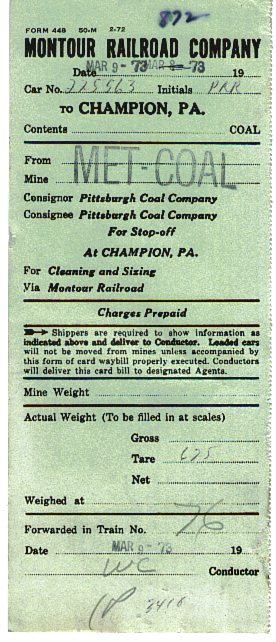 872
FORM 448 50-M 2-72
MONTOUR RAILROAD COMPANY
MAR 9 - '73 MAR 8 - '73
Date 19
Car No. 225563 Initials PRR
TO CHAMPION, PA.
Contents COAL
From MET-COAL
Mine
Consignor Pittsburgh Coal Company
Consignee Pittsburgh Coal Company
For Stop-off
At CHAMPION, PA.
For Cleaning and Sizing
Via Montour Railroad
Charges Prepaid
Shippers are required to show information as
indicated above and deliver to Conductor. Loaded cars
will not be moved from mines unless accompanied by
this form of card waybill properly executed. Conductors
will deliver this card bill to designated Agents.
Mine Weight
Actual Weight (To be filled in at scales)
Gross
Tare 675
Net
Weighed at
Forwarded in Train No. 76
Date MAR 9 - '73 19
WC Conductor
3418